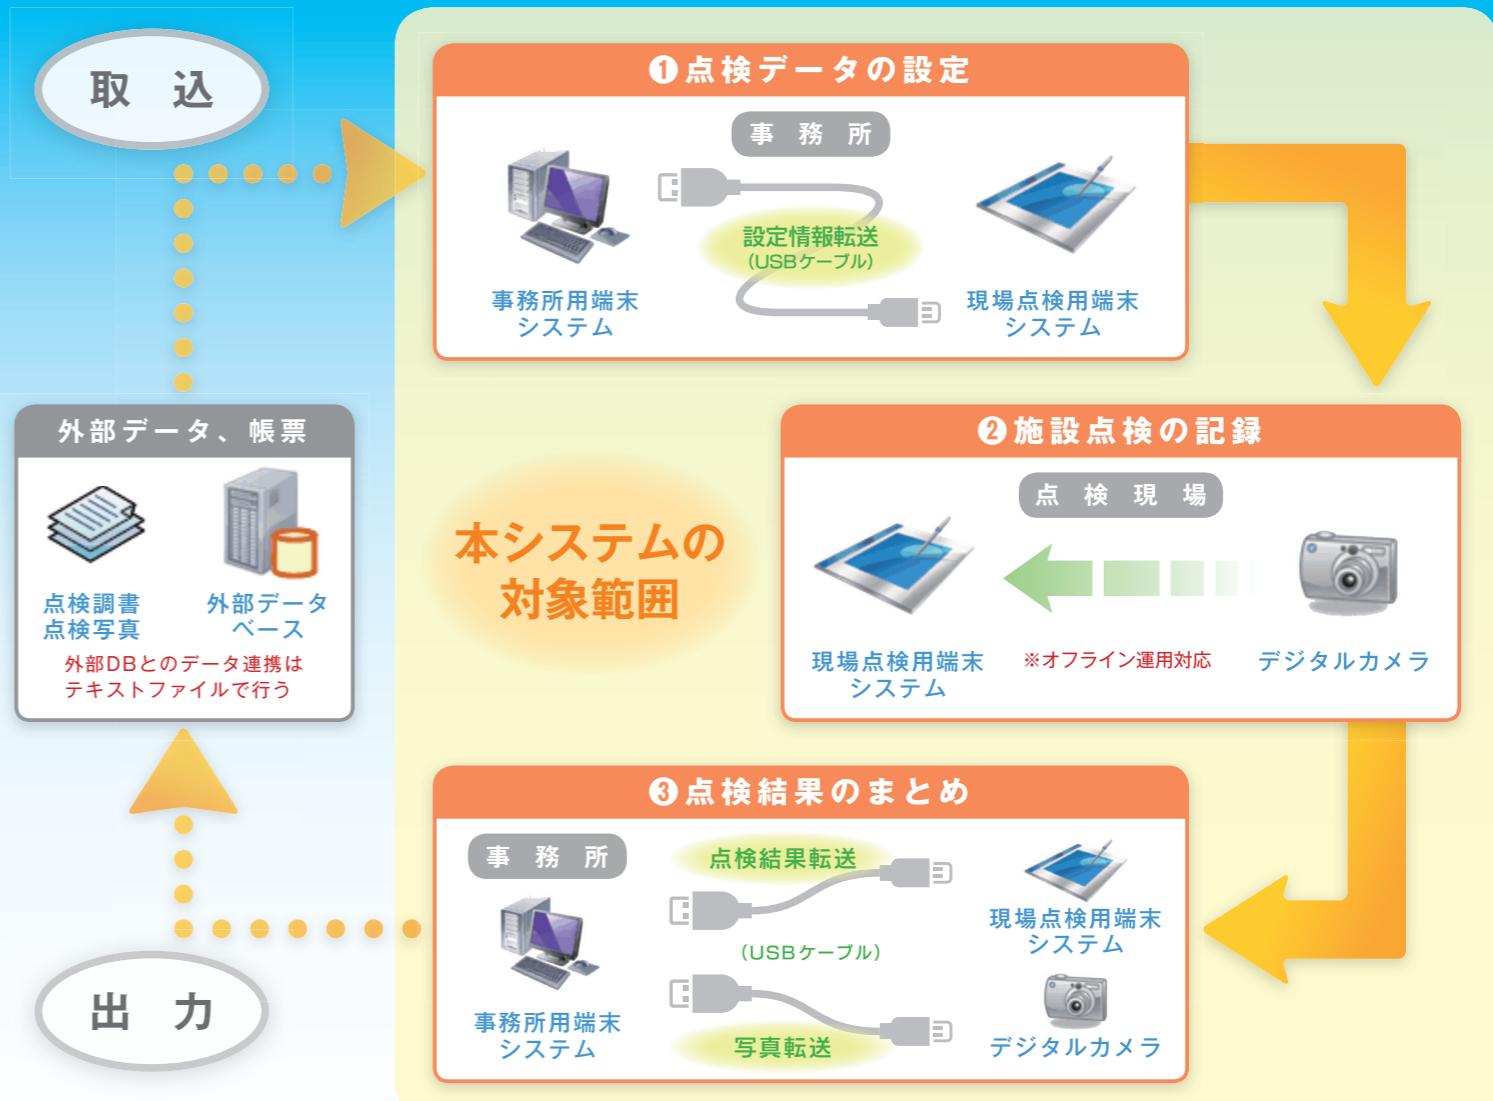 取 込
❶点検データの設定
事 務 所
設定情報転送
(USBケーブル)
事務所用端末
システム
現場点検用端末
システム
外部データ、帳票
点検調書
点検写真
外部データ
ベース
外部DBとのデータ連携は
テキストファイルで行う
本システムの
対象範囲
❷施設点検の記録
点 検 現 場
現場点検用端末
システム
※オフライン運用対応
デジタルカメラ
❸点検結果のまとめ
事 務 所
点検結果転送
(USBケーブル)
写真転送
事務所用端末
システム
現場点検用端末
システム
デジタルカメラ
出 力